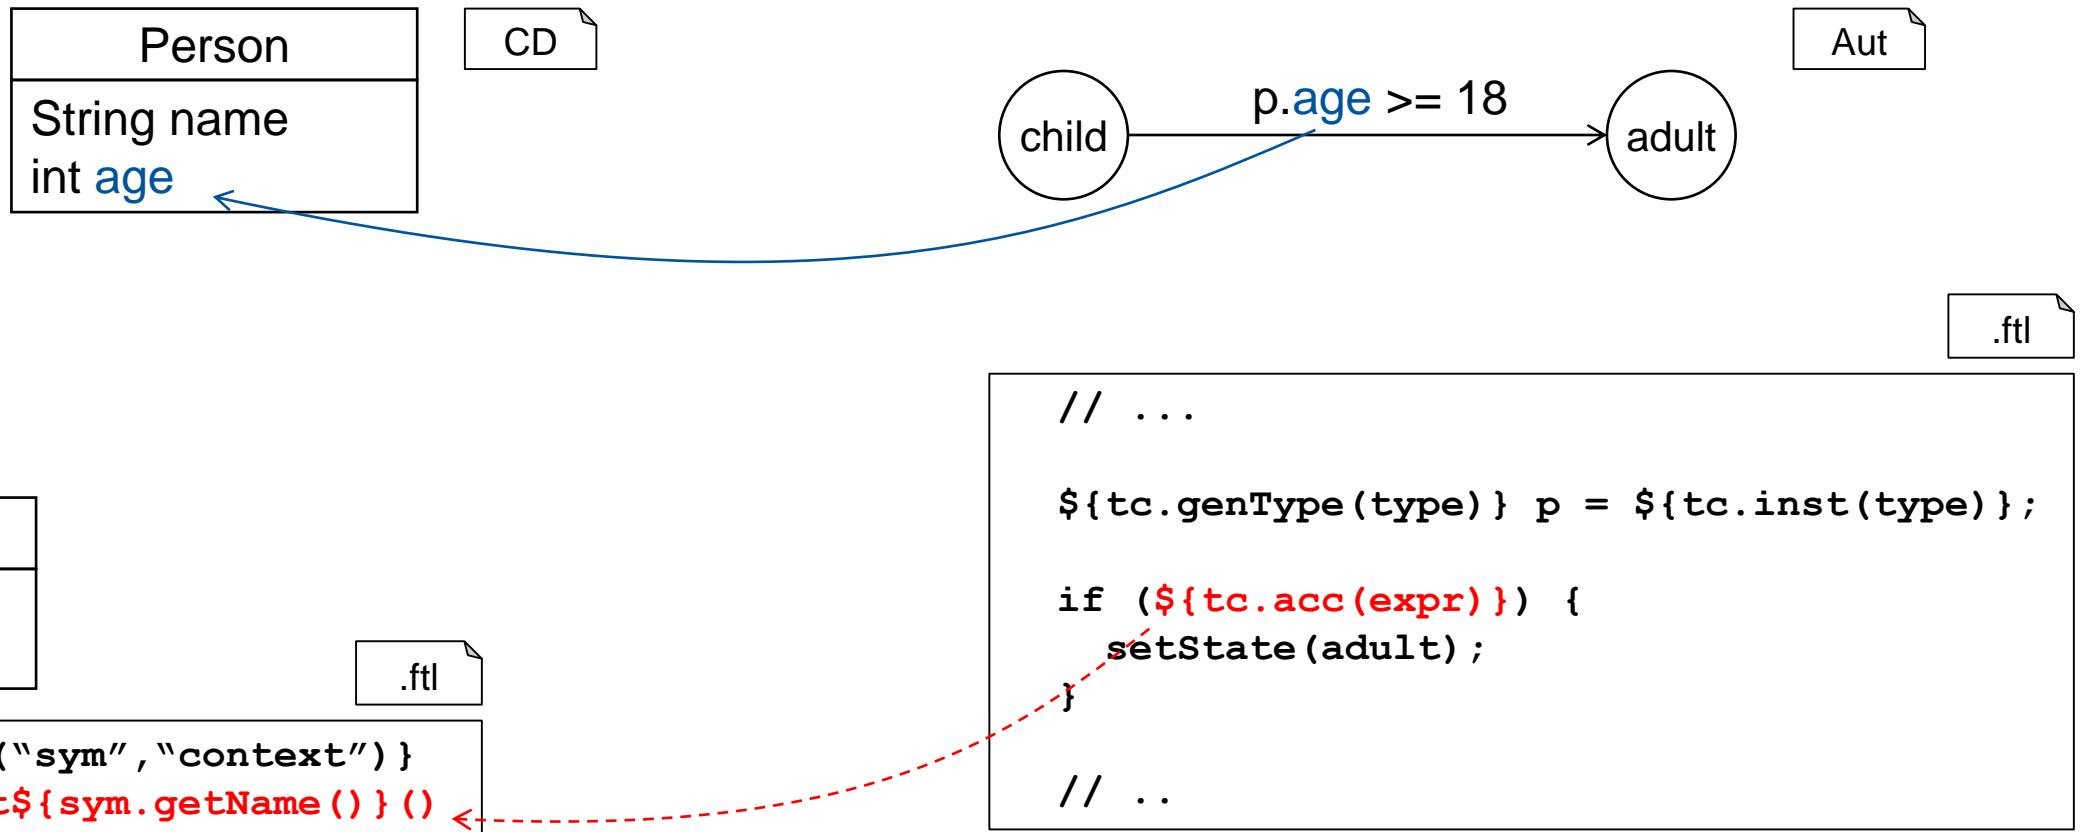 Person
CD
Aut
String name
int age
child
p.age >= 18
adult
.ftl
// ...
${tc.genType(type)} p = ${tc.inst(type)};
if (${tc.acc(expr)}) {
setState(adult);
}
// ..
.ftl
(“sym”,“context”)}
t${sym.getName()}()